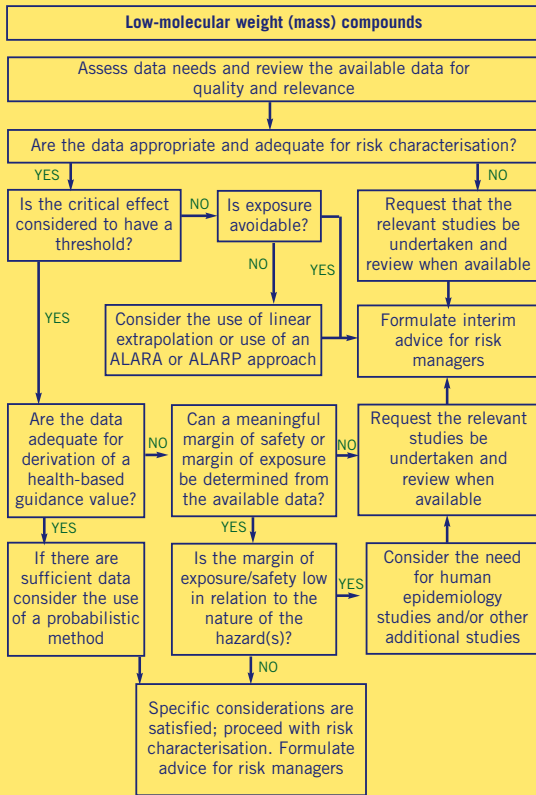 Low-molecular weight (mass) compounds
Assess data needs and review the available data for
quality and relevance
Are the data appropriate and adequate for risk characterisation?
YES
NO
Is the critical effect
considered to have a
threshold?
NO
Is exposure
avoidable?
Request that the
relevant studies be
undertaken and
review when available
NO
YES
YES
Consider the use of linear
extrapolation or use of an
ALARA or ALARP approach
Formulate interim
advice for risk
managers
Are the data
adequate for
derivation of a
health-based
guidance value?
NO
Can a meaningful
margin of safety or
margin of exposure
be determined from
the available data?
NO
Request the relevant
studies be
undertaken and
review when
available
YES
YES
If there are
sufficient data
consider the use
of a probabilistic
method
Is the margin of
exposure/safety low
in relation to the
nature of the
hazard(s)?
YES
Consider the need
for human
epidemiology
studies and/or other
additional studies
NO
Specific considerations are
satisfied; proceed with risk
characterisation. Formulate
advice for risk managers